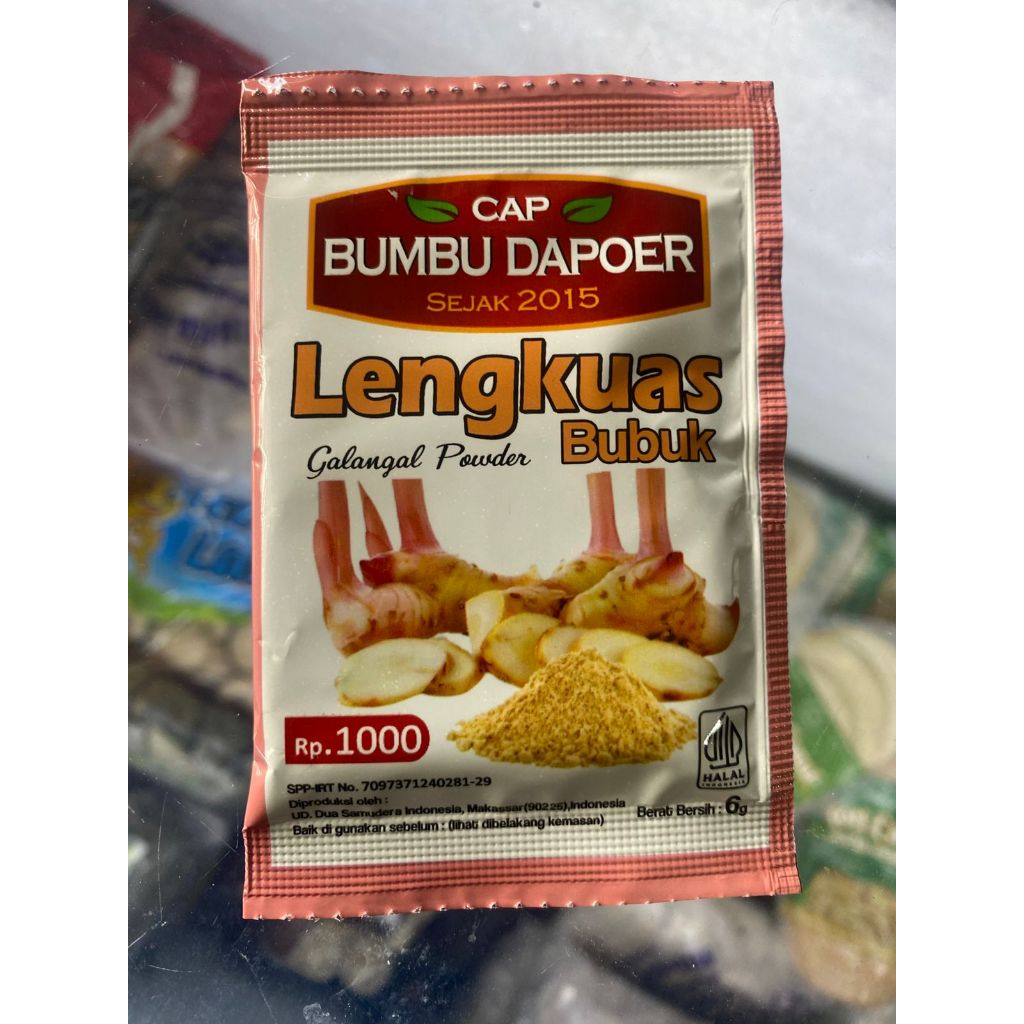 CAP
BUMBU DAPOER
SEJAK 2015
Lengkuas
Bubuk
Galangal Powder
Rp.1000
HALAL
INDONESIA
SPP-IRT No. 7097371240281-29
Diproduksi oleh :
UD. Dua Samudera Indonesia, Makassar(90225),Indonesia
Baik di gunakan sebelum : (lihat dibelakang kemasan)
Berat Bersih : 6g